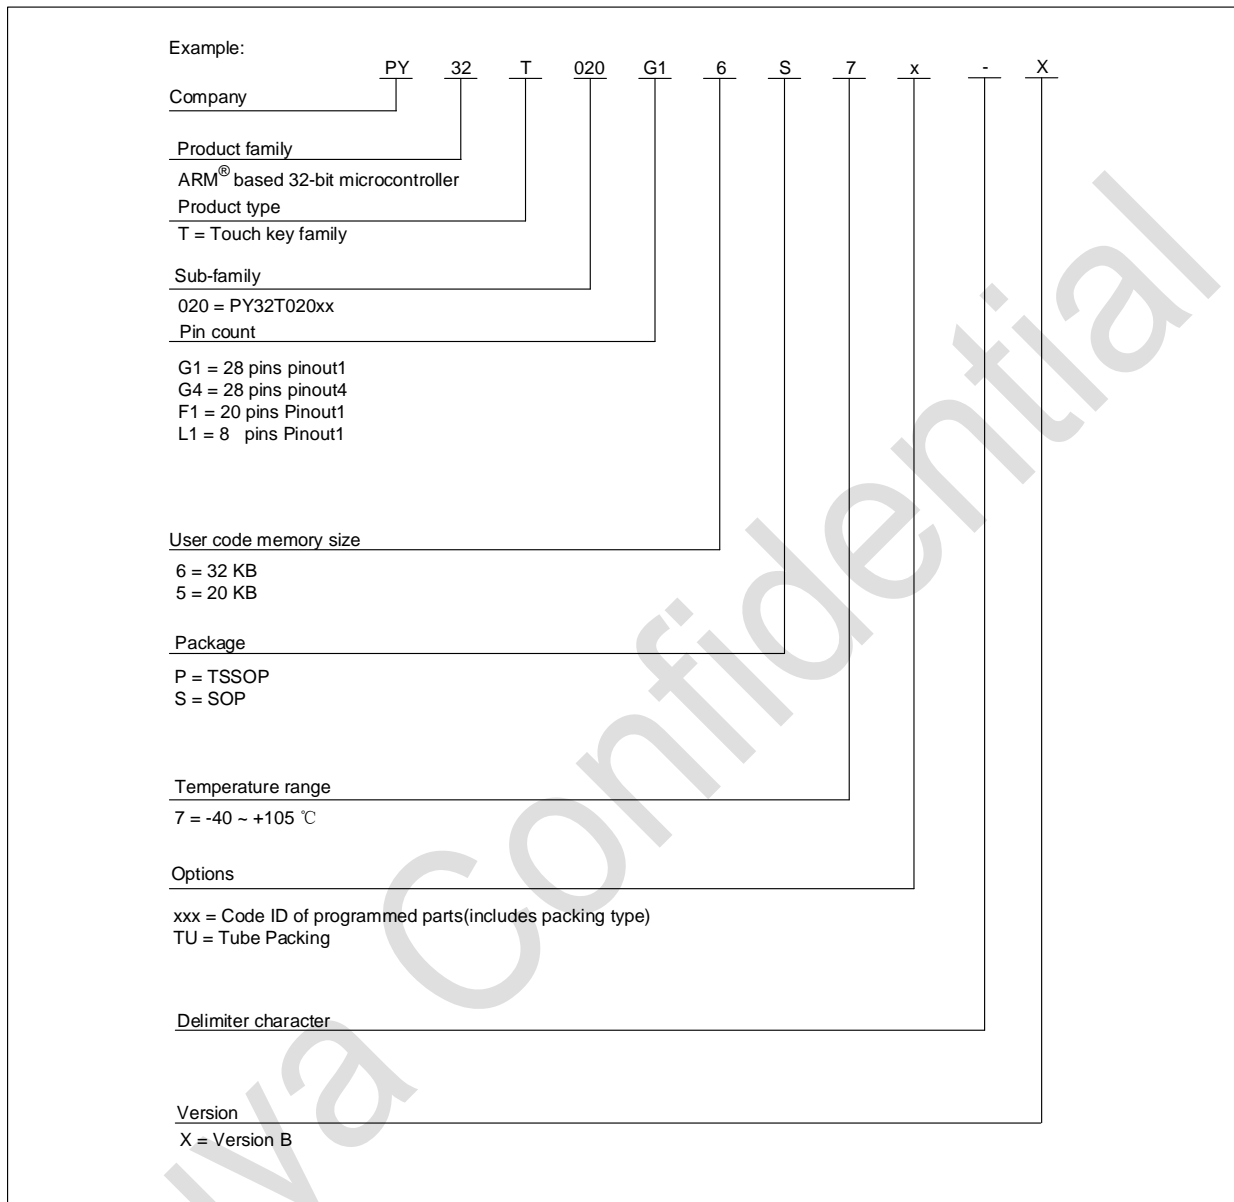 Example:
PY 32 T 020 G1 6 S 7 x - X
Company
Product family
ARM® based 32-bit microcontroller
Product type
T = Touch key family
Sub-family
020 = PY32T020xx
Pin count
G1 = 28 pins pinout1
G4 = 28 pins pinout4
F1 = 20 pins Pinout1
L1 = 8 pins Pinout1
User code memory size
6 = 32 KB
5 = 20 KB
Package
P = TSSOP
S = SOP
Temperature range
7 = -40 ~ +105 ℃
Options
xxx = Code ID of programmed parts(includes packing type)
TU = Tube Packing
Delimiter character
Version
X = Version B
Confidential